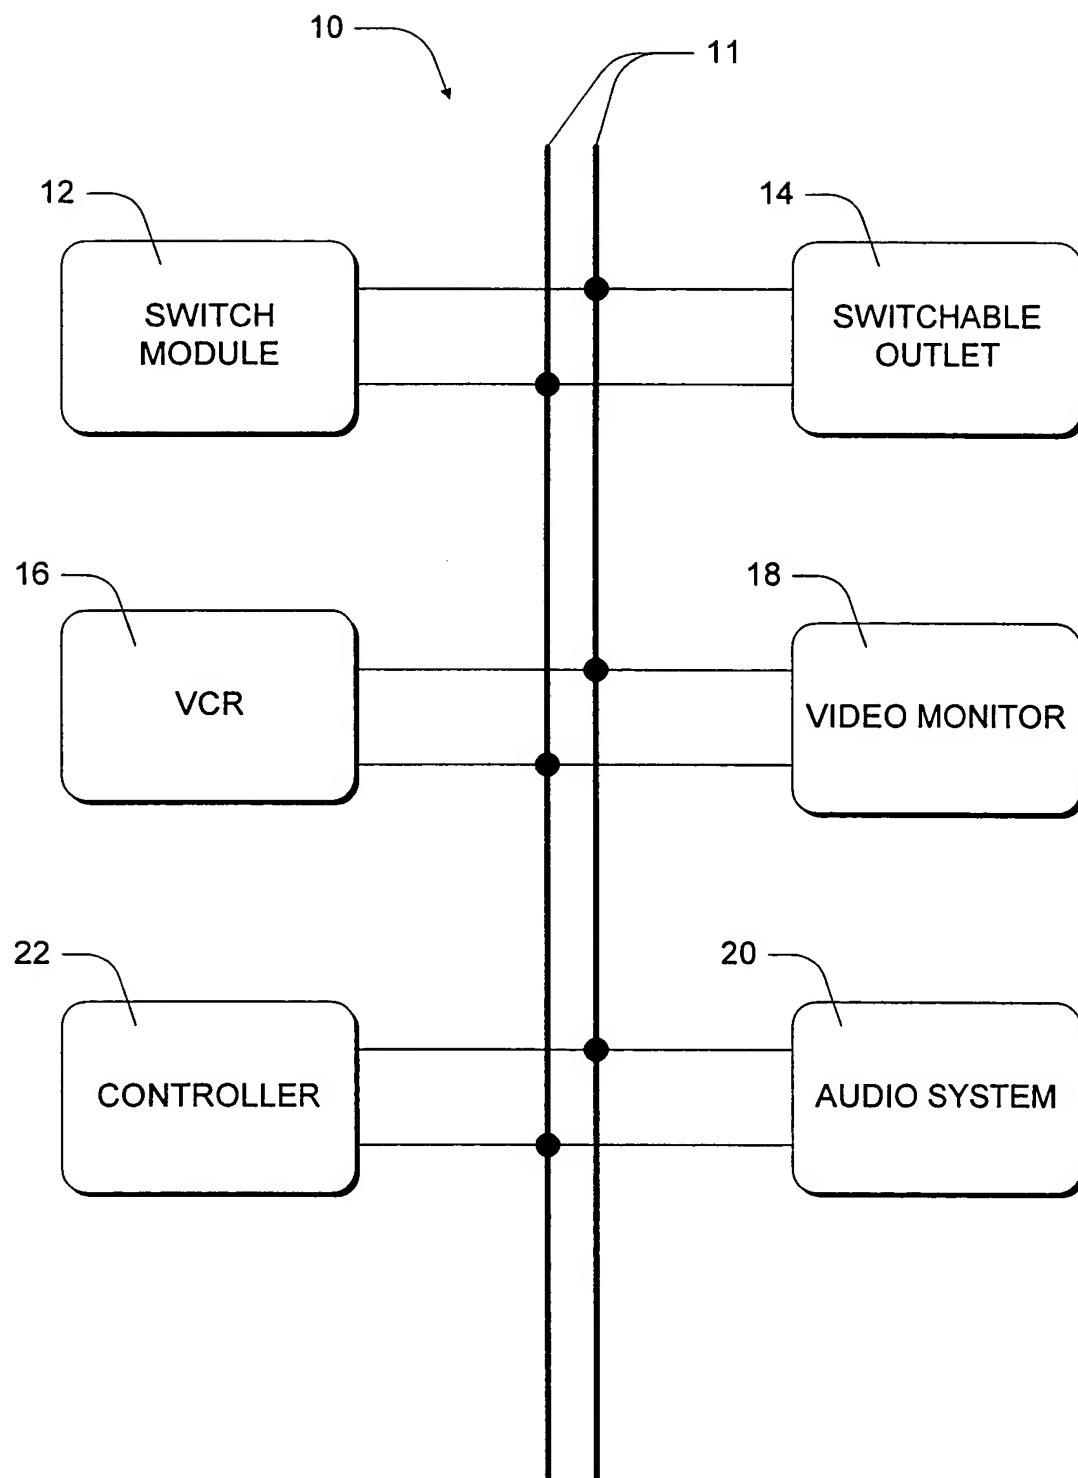 10
11
12
14
SWITCH
MODULE
SWITCHABLE
OUTLET
16
18
VCR
VIDEO MONITOR
22
20
CONTROLLER
AUDIO SYSTEM